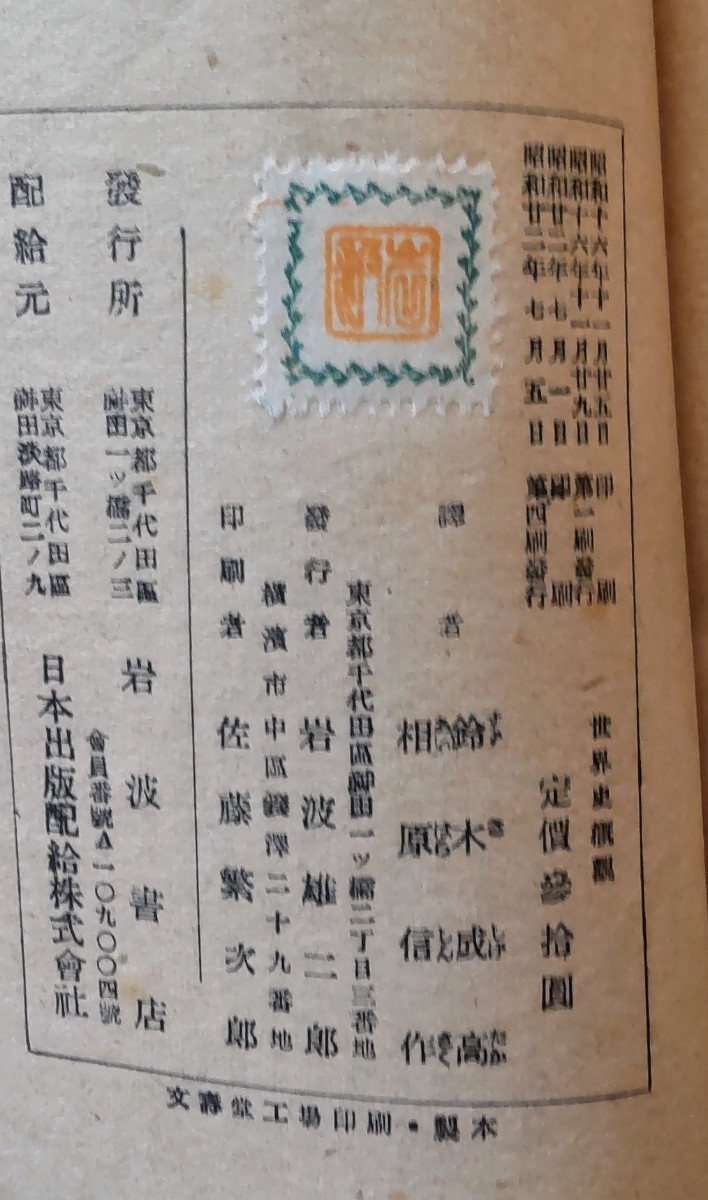 昭和十六年十一月廿五日 印刷
昭和十六年十一月廿九日 第一刷發行
昭和廿二年七月一日 印刷
昭和廿二年七月五日 第四刷發行
世界史概觀
定價參拾圓
譯者
鈴木成高
相原信作
東京都千代田區神田一ッ橋二丁目三番地
發行者 岩波雄二郎
橫濱市中區錢澤二十九番地
印刷者 佐藤繁次郎
發行所
東京都千代田區
神田一ッ橋二ノ三
岩波書店
會員番號A一〇九〇〇四號
配給元
東京都千代田區
神田淡路町二ノ九
日本出版配給株式會社
文壽堂工場印刷・製本